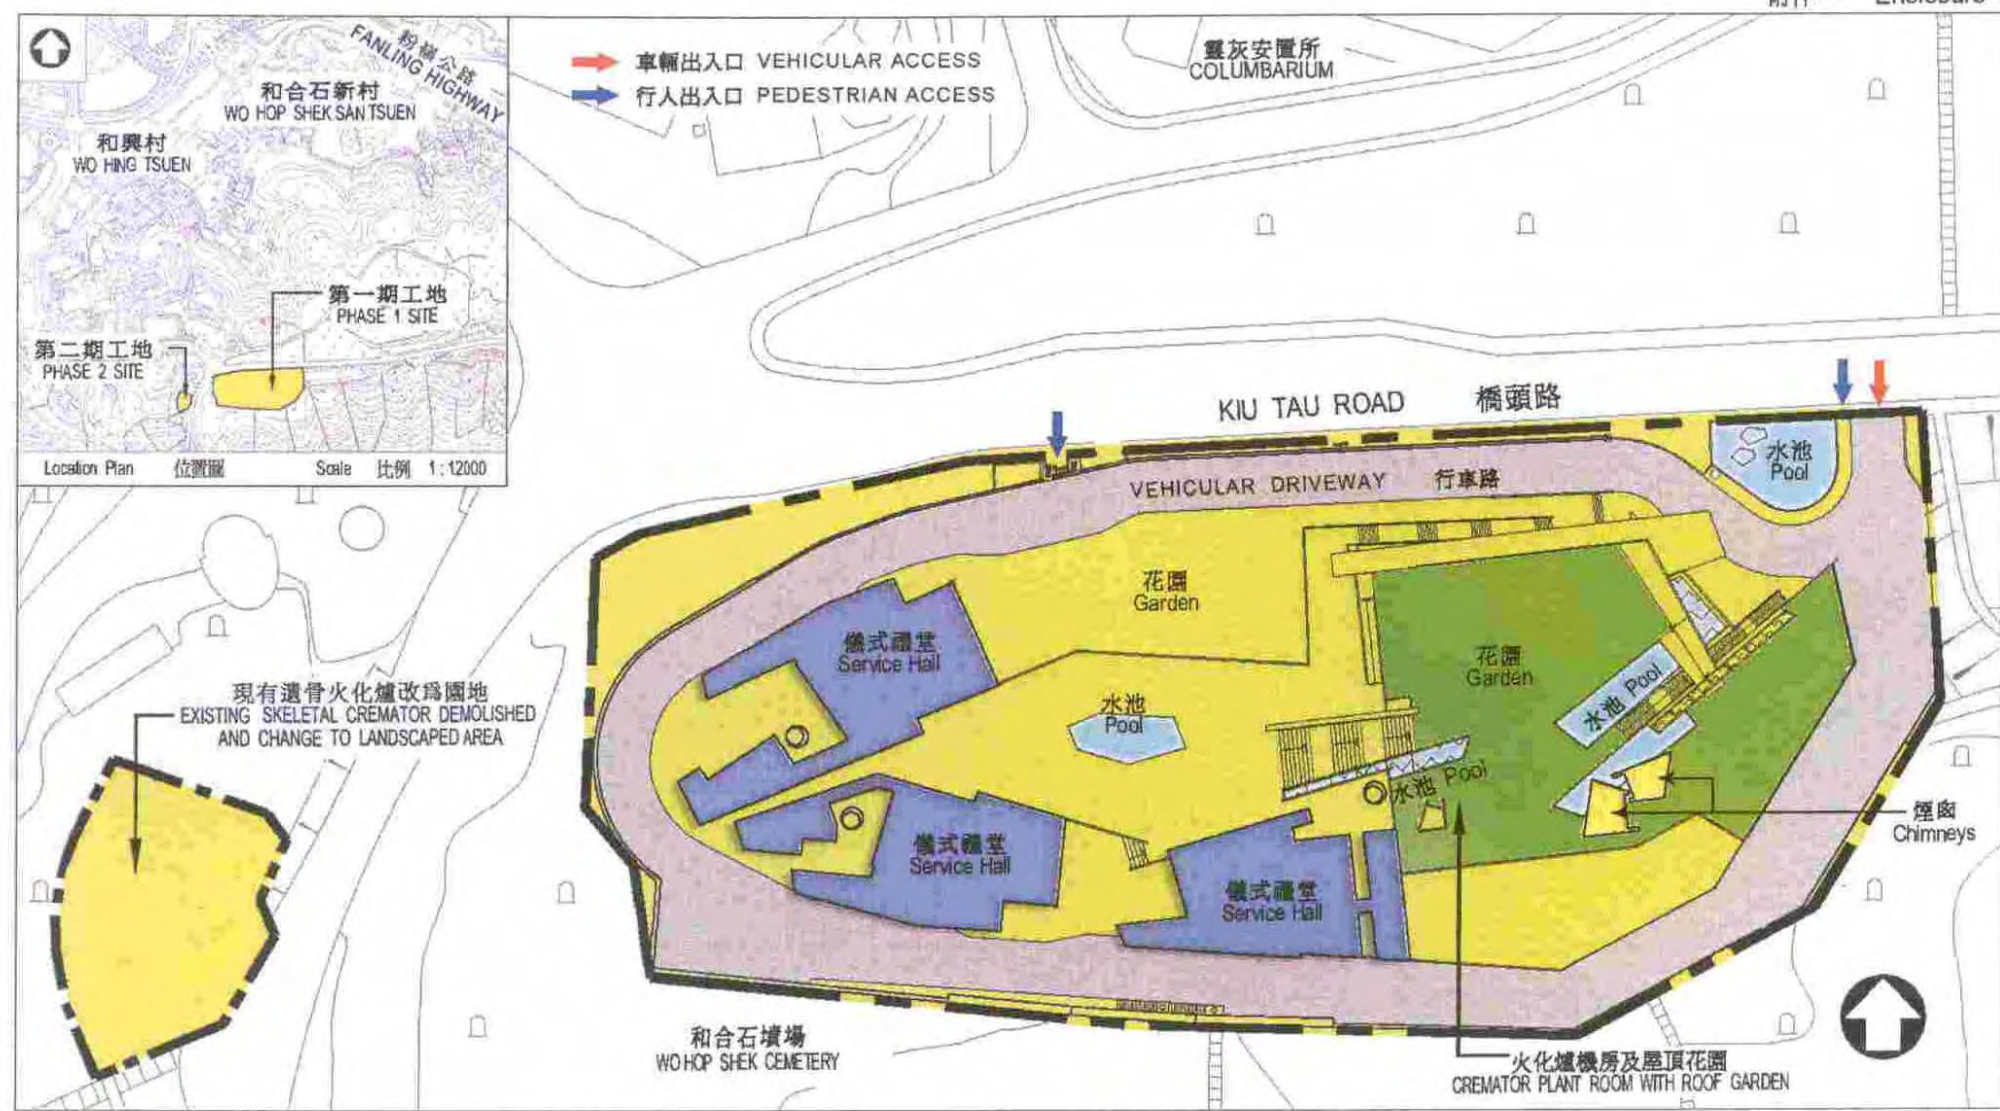 粉嶺公路
FANLING HIGHWAY
和合石新村
WO HOP SHEK SAN TSUEN
和興村
WO HING TSUEN
第一期工地
PHASE 1 SITE
第二期工地
PHASE 2 SITE
Location Plan 位置圖 Scale 比例 1:12000
車輛出入口 VEHICULAR ACCESS
行人出入口 PEDESTRIAN ACCESS
靈灰安置所
COLUMBARIUM
KIU TAU ROAD 橋頭路
水池
Pool
VEHICULAR DRIVEWAY 行車路
花園
Garden
儀式禮堂
Service Hall
花園
Garden
水池 Pool
水池
Pool
現有遺骨火化爐改爲園地
EXISTING SKELETAL CREMATOR DEMOLISHED
AND CHANGE TO LANDSCAPED AREA
水池 Pool
煙囪
Chimneys
儀式禮堂
Service Hall
儀式禮堂
Service Hall
和合石墳場
WO HOP SHEK CEMETERY
火化爐機房及屋頂花園
CREMATOR PLANT ROOM WITH ROOF GARDEN